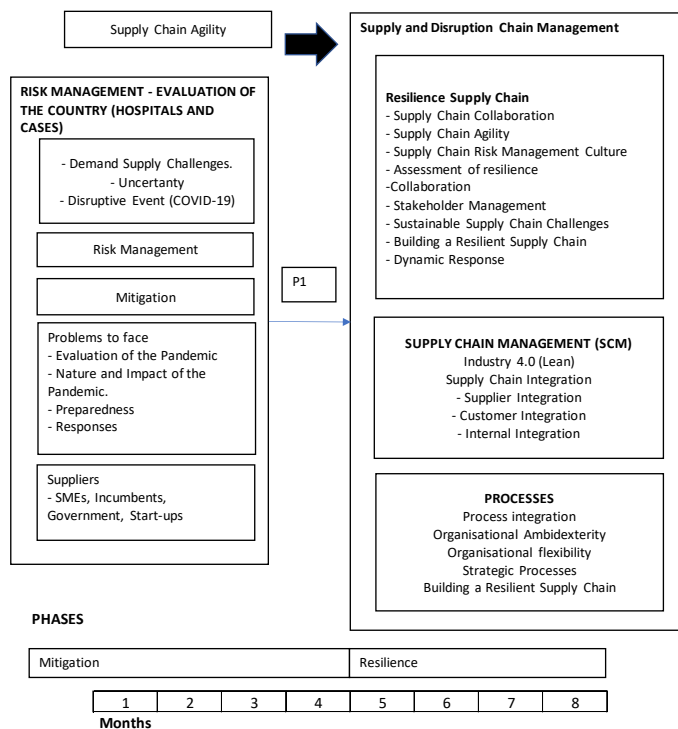 Supply Chain Agility
Supply and Disruption Chain Management
RISK MANAGEMENT - EVALUATION OF
THE COUNTRY (HOSPITALS AND
CASES)
- Demand Supply Challenges.
- Uncertanty
- Disruptive Event (COVID-19)
Risk Management
Mitigation
Problems to face
- Evaluation of the Pandemic
- Nature and Impact of the
Pandemic.
- Preparedness
- Responses
Suppliers
- SMEs, Incumbents,
Government, Start-ups
P1
Resilience Supply Chain
- Supply Chain Collaboration
- Supply Chain Agility
- Supply Chain Risk Management Culture
- Assessment of resilience
-Collaboration
- Stakeholder Management
- Sustainable Supply Chain Challenges
- Building a Resilient Supply Chain
- Dynamic Response
SUPPLY CHAIN MANAGEMENT (SCM)
Industry 4.0 (Lean)
Supply Chain Integration
- Supplier Integration
- Customer Integration
- Internal Integration
PROCESSES
Process integration
Organisational Ambidexterity
Organisational flexibility
Strategic Processes
Building a Resilient Supply Chain
PHASES
Mitigation
Resilience
1 2 3 4 5 6 7 8
Months